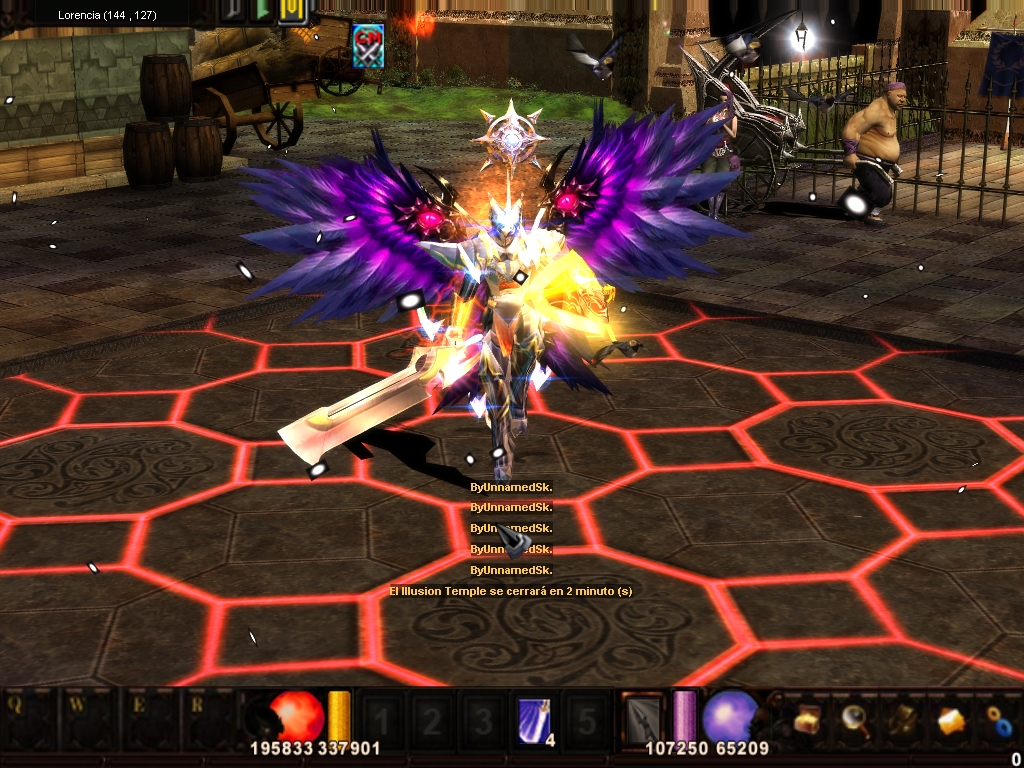 Lorencia (144 , 127)
GM
ByUnnamedSk.
ByUnnamedSk.
ByUnnamedSk.
ByUnnamedSk.
ByUnnamedSk.
El Illusion Temple se cerrará en 2 minuto (s)
Q W E R 1 2 3 4 5
195833 337901 107250 65209
0